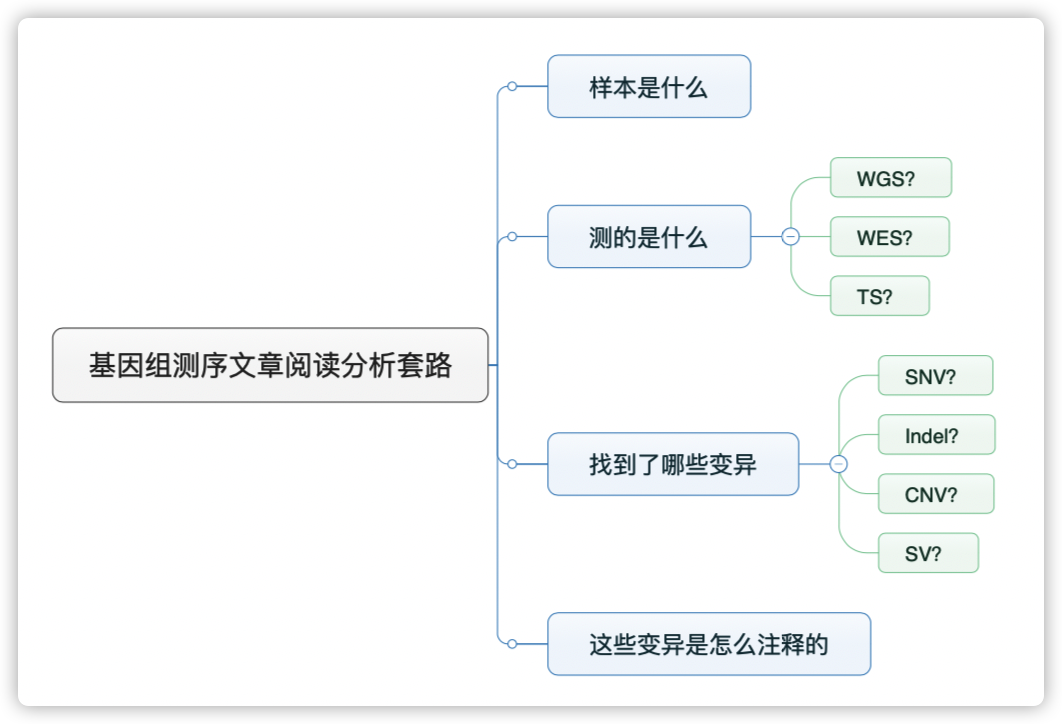 基因组测序文章阅读分析套路
样本是什么
测的是什么
WGS?
WES?
TS?
找到了哪些变异
SNV?
Indel?
CNV?
SV?
这些变异是怎么注释的